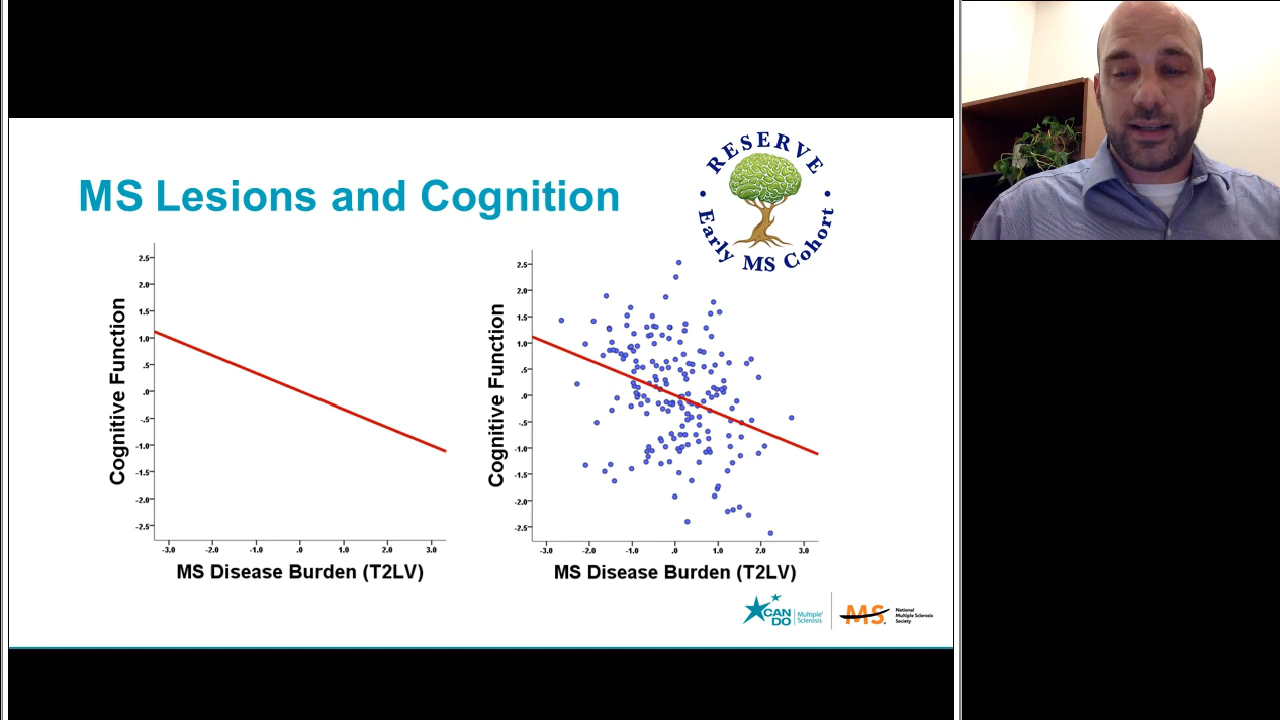 MS Lesions and Cognition
RESERVE
Early MS Cohort
Cognitive Function
2.5
2.0
1.5
1.0
.5
.0
-.5
-1.0
-1.5
-2.0
-2.5
-3.0 -2.0 -1.0 .0 1.0 2.0 3.0
MS Disease Burden (T2LV)
Cognitive Function
2.5
2.0
1.5
1.0
.5
.0
-.5
-1.0
-1.5
-2.0
-2.5
-3.0 -2.0 -1.0 .0 1.0 2.0 3.0
MS Disease Burden (T2LV)
CAN
DO
Multiple
Sclerosis
MS
National
Multiple Sclerosis
Society